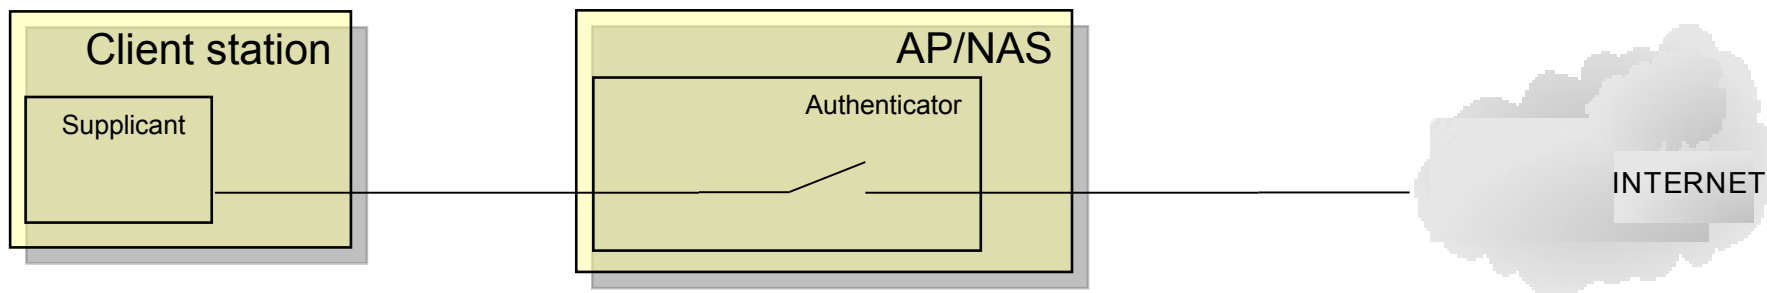 Client station
AP/NAS
Supplicant
Authenticator
INTERNET